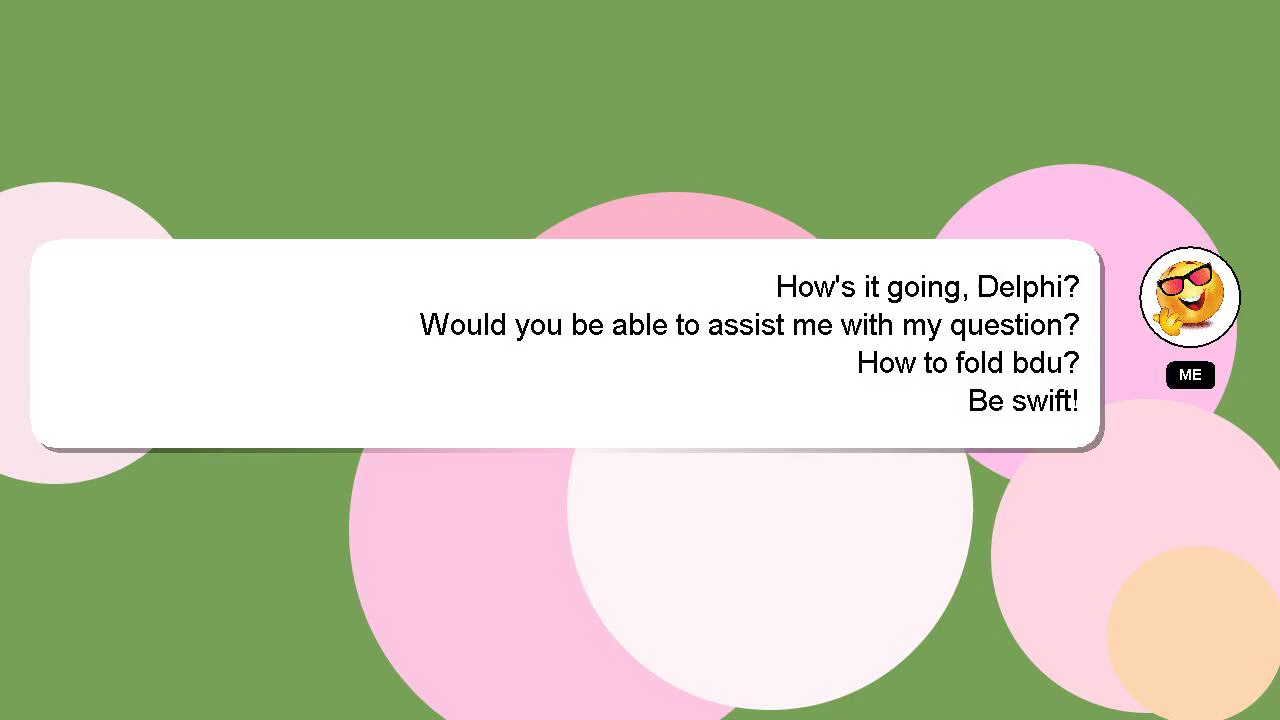 How's it going, Delphi?
Would you be able to assist me with my question?
How to fold bdu?
Be swift!
ME